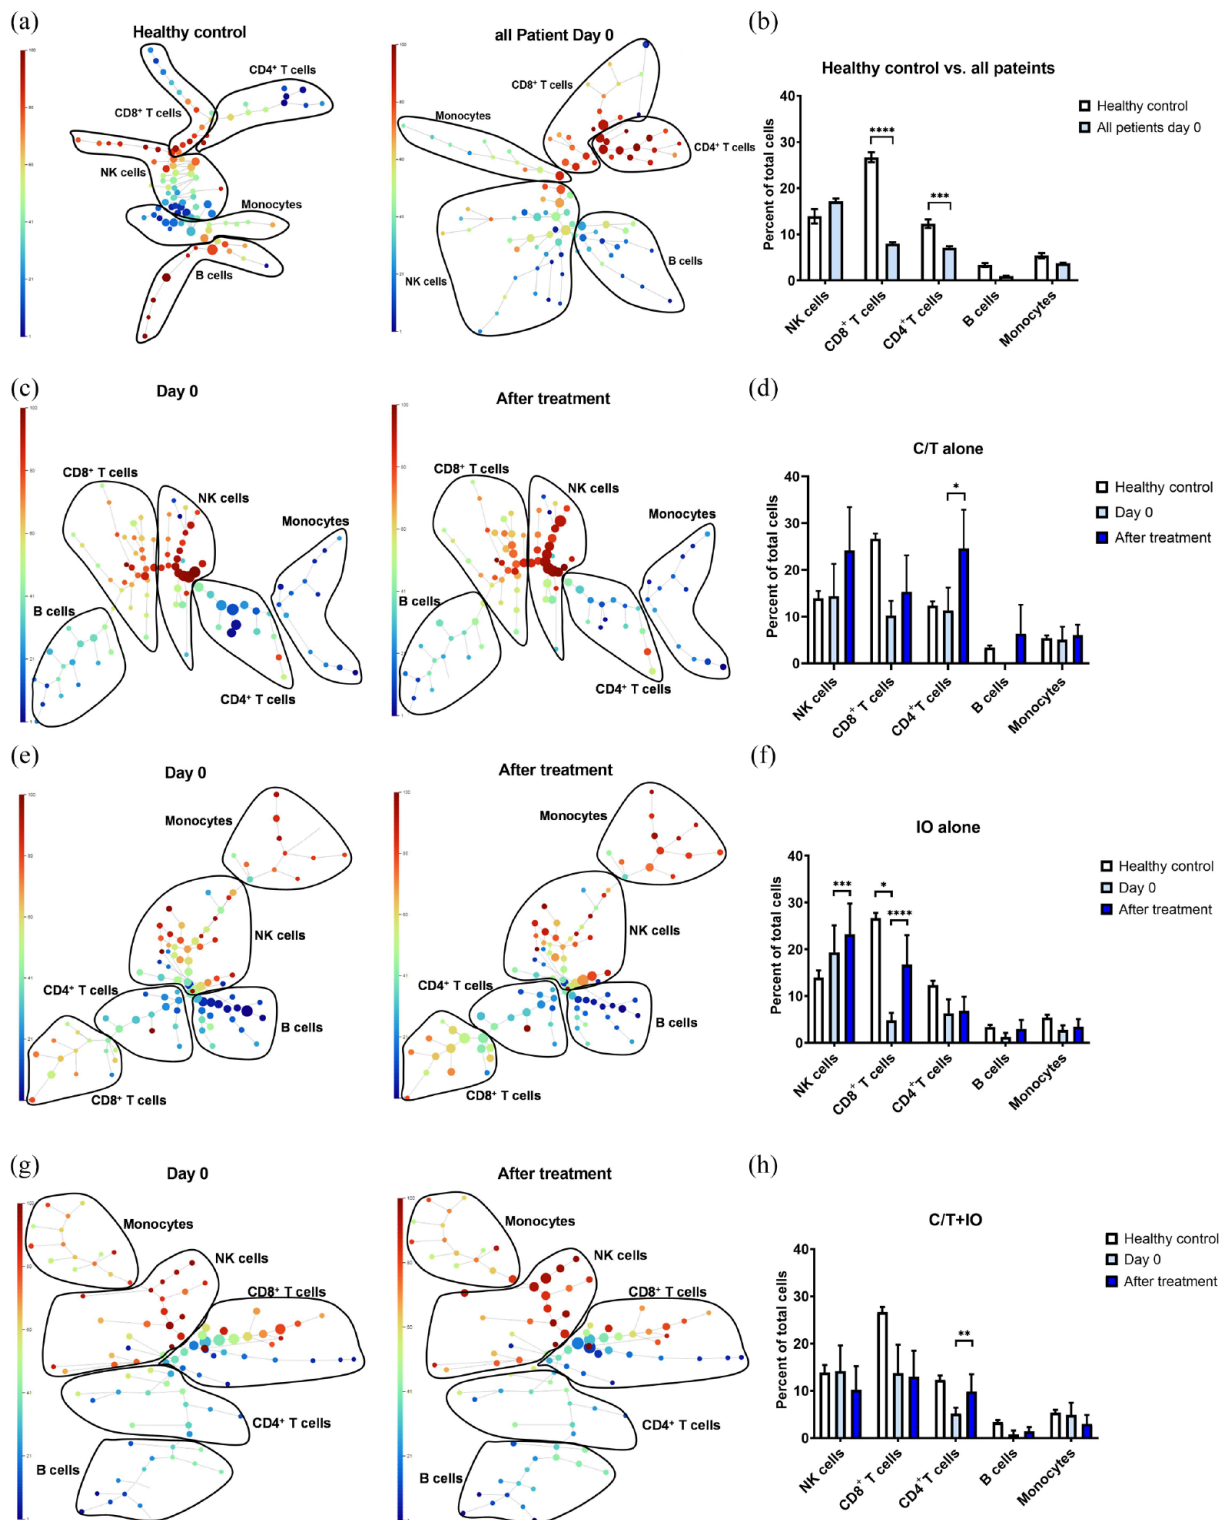 (a)
Healthy control
CD4⁺ T cells
CD8⁺ T cells
NK cells
Monocytes
B cells
all Patient Day 0
CD8⁺ T cells
Monocytes
CD4⁺ T cells
NK cells
B cells
(b)
Healthy control vs. all pateints
Healthy control
All patients day 0
Percent of total cells
40
30
20
10
0
****
***
NK cells
CD8⁺ T cells
CD4⁺T cells
B cells
Monocytes
(c)
Day 0
CD8⁺ T cells
NK cells
Monocytes
B cells
CD4⁺ T cells
After treatment
CD8⁺ T cells
NK cells
Monocytes
B cells
CD4⁺ T cells
(d)
C/T alone
Healthy control
Day 0
After treatment
Percent of total cells
40
30
20
10
0
*
NK cells
CD8⁺ T cells
CD4⁺T cells
B cells
Monocytes
(e)
Day 0
Monocytes
NK cells
CD4⁺ T cells
B cells
CD8⁺ T cells
After treatment
Monocytes
NK cells
CD4⁺ T cells
B cells
CD8⁺ T cells
(f)
IO alone
Healthy control
Day 0
After treatment
Percent of total cells
40
30
20
10
0
***
*
****
NK cells
CD8⁺ T cells
CD4⁺T cells
B cells
Monocytes
(g)
Day 0
Monocytes
NK cells
CD8⁺ T cells
CD4⁺ T cells
B cells
After treatment
Monocytes
NK cells
CD8⁺ T cells
CD4⁺ T cells
B cells
(h)
C/T+IO
Healthy control
Day 0
After treatment
Percent of total cells
40
30
20
10
0
**
NK cells
CD8⁺ T cells
CD4⁺T cells
B cells
Monocytes